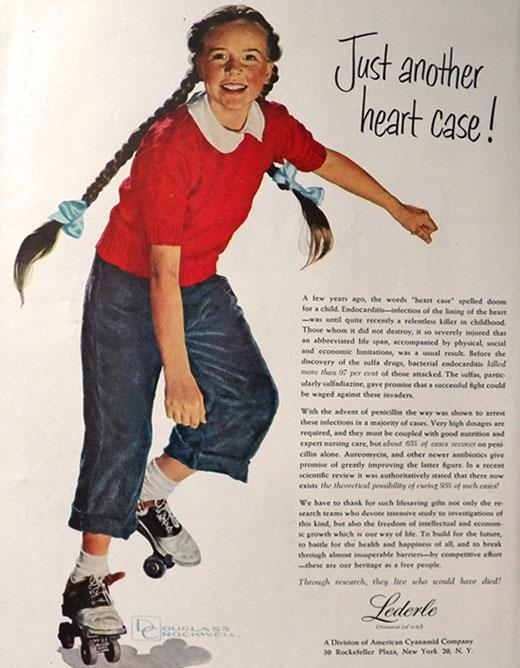 Just another
heart case!
A few years ago, the words "heart case" spelled doom
for a child. Endocarditis—infection of the lining of the heart
—was until quite recently a relentless killer in childhood.
Those whom it did not destroy, it so severely injured that
an abbreviated life span, accompanied by physical, social
and economic limitations, was a usual result. Before the
discovery of the sulfa drugs, bacterial endocarditis killed
more than 97 per cent of those attacked. The sulfas, partic-
ularly sulfadiazine, gave promise that a successful fight could
be waged against these invaders.
With the advent of penicillin the way was shown to arrest
these infections in a majority of cases. Very high dosages are
required, and they must be coupled with good nutrition and
expert nursing care, but about 65% of cases recover on peni-
cillin alone. Aureomycin, and other newer antibiotics give
promise of greatly improving the latter figure. In a recent
scientific review it was authoritatively stated that there now
exists the theoretical possibility of curing 95% of such cases!
We have to thank for such lifesaving gifts not only the re-
search teams who devote intensive study to investigations of
this kind, but also the freedom of intellectual and econom-
ic growth which is our way of life. To build for the future,
to battle for the health and happiness of all, and to break
through almost insuperable barriers—by competitive effort
—these are our heritage as a free people.
Through research, they live who would have died!
Lederle
A Division of American Cyanamid Company
30 Rockefeller Plaza, New York 20, N. Y.
DOUGLASS
ROCKWELL